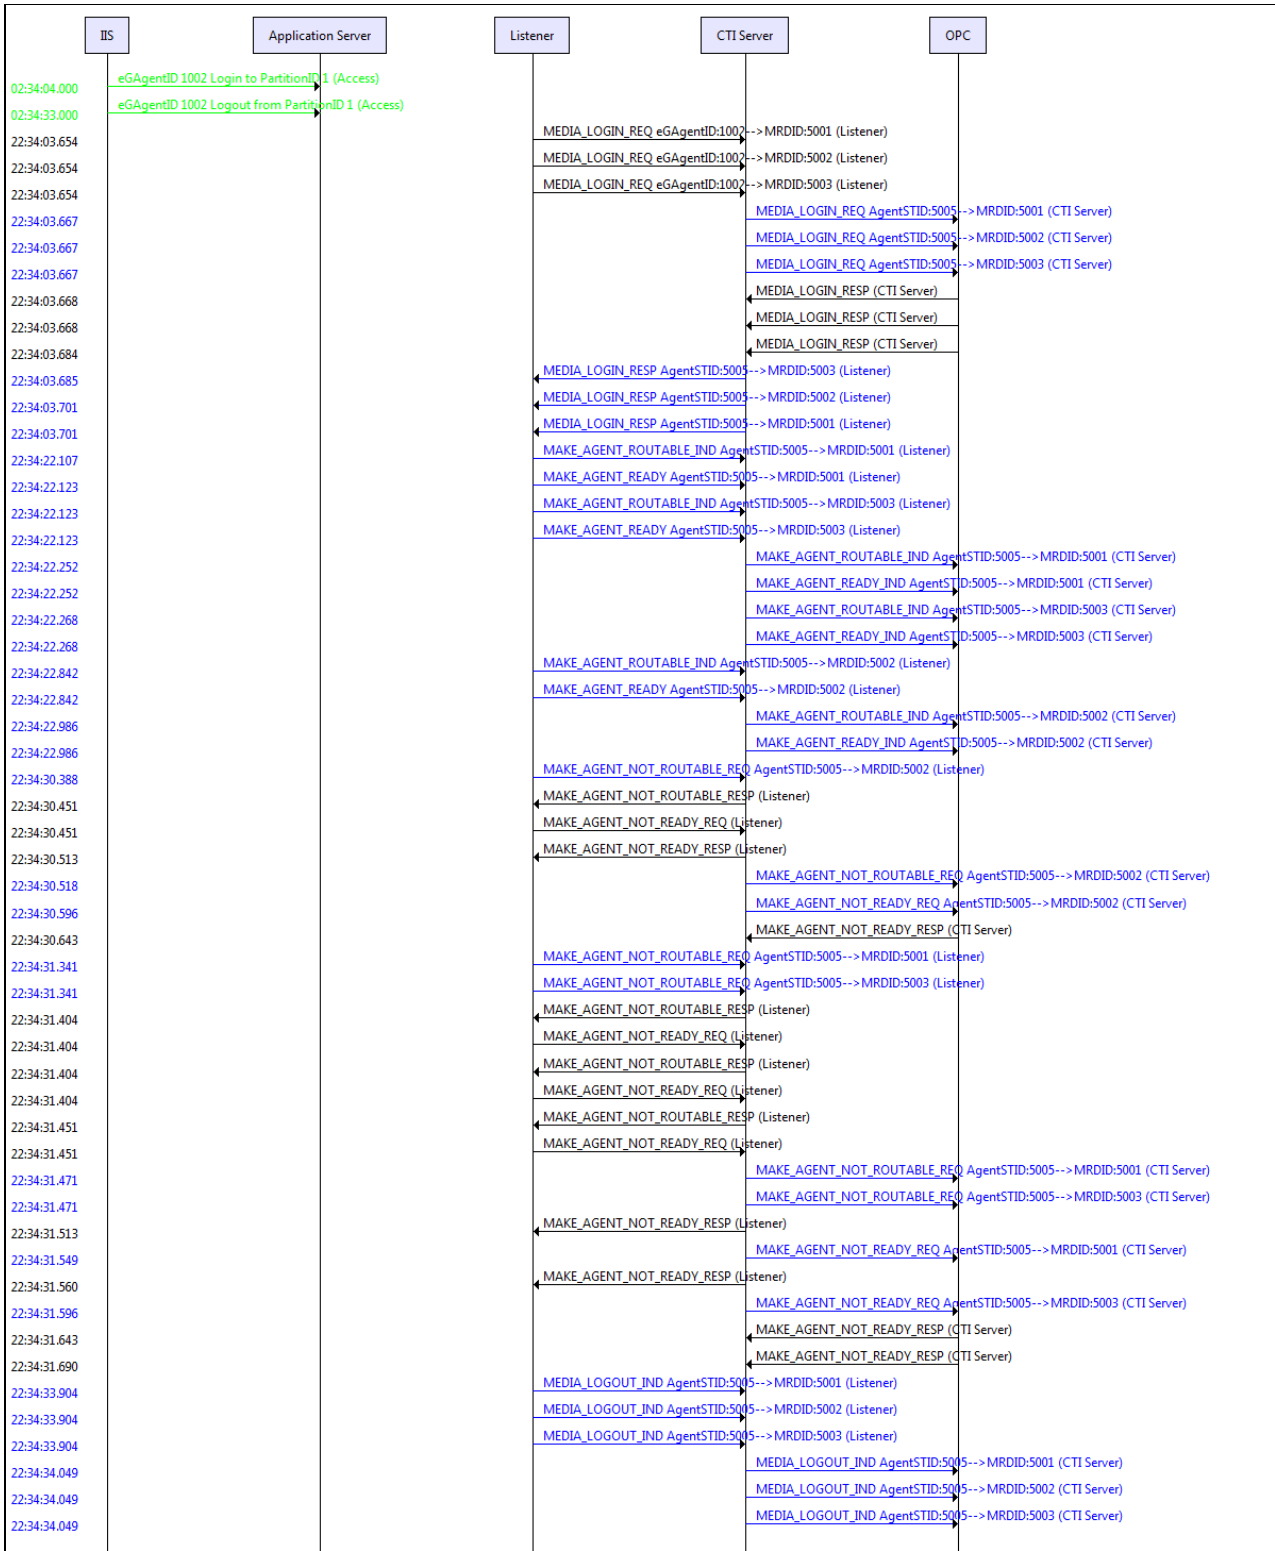 IIS Application Server Listener CTI Server OPC
02:34:04.000 eGAgentID 1002 Login to PartitionID 1 (Access)
02:34:33.000 eGAgentID 1002 Logout from PartitionID 1 (Access)
22:34:03.654 MEDIA_LOGIN_REQ eGAgentID:1002-->MRDID:5001 (Listener)
22:34:03.654 MEDIA_LOGIN_REQ eGAgentID:1002-->MRDID:5002 (Listener)
22:34:03.654 MEDIA_LOGIN_REQ eGAgentID:1002-->MRDID:5003 (Listener)
22:34:03.667 MEDIA_LOGIN_REQ AgentSTID:5005-->MRDID:5001 (CTI Server)
22:34:03.667 MEDIA_LOGIN_REQ AgentSTID:5005-->MRDID:5002 (CTI Server)
22:34:03.667 MEDIA_LOGIN_REQ AgentSTID:5005-->MRDID:5003 (CTI Server)
22:34:03.668 MEDIA_LOGIN_RESP (CTI Server)
22:34:03.668 MEDIA_LOGIN_RESP (CTI Server)
22:34:03.684 MEDIA_LOGIN_RESP (CTI Server)
22:34:03.685 MEDIA_LOGIN_RESP AgentSTID:5005-->MRDID:5003 (Listener)
22:34:03.701 MEDIA_LOGIN_RESP AgentSTID:5005-->MRDID:5002 (Listener)
22:34:03.701 MEDIA_LOGIN_RESP AgentSTID:5005-->MRDID:5001 (Listener)
22:34:22.107 MAKE_AGENT_ROUTABLE_IND AgentSTID:5005-->MRDID:5001 (Listener)
22:34:22.123 MAKE_AGENT_READY AgentSTID:5005-->MRDID:5001 (Listener)
22:34:22.123 MAKE_AGENT_ROUTABLE_IND AgentSTID:5005-->MRDID:5003 (Listener)
22:34:22.123 MAKE_AGENT_READY AgentSTID:5005-->MRDID:5003 (Listener)
22:34:22.252 MAKE_AGENT_ROUTABLE_IND AgentSTID:5005-->MRDID:5001 (CTI Server)
22:34:22.252 MAKE_AGENT_READY_IND AgentSTID:5005-->MRDID:5001 (CTI Server)
22:34:22.268 MAKE_AGENT_ROUTABLE_IND AgentSTID:5005-->MRDID:5003 (CTI Server)
22:34:22.268 MAKE_AGENT_READY_IND AgentSTID:5005-->MRDID:5003 (CTI Server)
22:34:22.842 MAKE_AGENT_ROUTABLE_IND AgentSTID:5005-->MRDID:5002 (Listener)
22:34:22.842 MAKE_AGENT_READY AgentSTID:5005-->MRDID:5002 (Listener)
22:34:22.986 MAKE_AGENT_ROUTABLE_IND AgentSTID:5005-->MRDID:5002 (CTI Server)
22:34:22.986 MAKE_AGENT_READY_IND AgentSTID:5005-->MRDID:5002 (CTI Server)
22:34:30.388 MAKE_AGENT_NOT_ROUTABLE_REQ AgentSTID:5005-->MRDID:5002 (Listener)
22:34:30.451 MAKE_AGENT_NOT_ROUTABLE_RESP (Listener)
22:34:30.451 MAKE_AGENT_NOT_READY_REQ (Listener)
22:34:30.513 MAKE_AGENT_NOT_READY_RESP (Listener)
22:34:30.518 MAKE_AGENT_NOT_ROUTABLE_REQ AgentSTID:5005-->MRDID:5002 (CTI Server)
22:34:30.596 MAKE_AGENT_NOT_READY_REQ AgentSTID:5005-->MRDID:5002 (CTI Server)
22:34:30.643 MAKE_AGENT_NOT_READY_RESP (CTI Server)
22:34:31.341 MAKE_AGENT_NOT_ROUTABLE_REQ AgentSTID:5005-->MRDID:5001 (Listener)
22:34:31.341 MAKE_AGENT_NOT_ROUTABLE_REQ AgentSTID:5005-->MRDID:5003 (Listener)
22:34:31.404 MAKE_AGENT_NOT_ROUTABLE_RESP (Listener)
22:34:31.404 MAKE_AGENT_NOT_READY_REQ (Listener)
22:34:31.404 MAKE_AGENT_NOT_ROUTABLE_RESP (Listener)
22:34:31.404 MAKE_AGENT_NOT_READY_REQ (Listener)
22:34:31.451 MAKE_AGENT_NOT_ROUTABLE_RESP (Listener)
22:34:31.451 MAKE_AGENT_NOT_READY_REQ (Listener)
22:34:31.471 MAKE_AGENT_NOT_ROUTABLE_REQ AgentSTID:5005-->MRDID:5001 (CTI Server)
22:34:31.471 MAKE_AGENT_NOT_ROUTABLE_REQ AgentSTID:5005-->MRDID:5003 (CTI Server)
22:34:31.513 MAKE_AGENT_NOT_READY_RESP (Listener)
22:34:31.549 MAKE_AGENT_NOT_READY_REQ AgentSTID:5005-->MRDID:5001 (CTI Server)
22:34:31.560 MAKE_AGENT_NOT_READY_RESP (Listener)
22:34:31.596 MAKE_AGENT_NOT_READY_REQ AgentSTID:5005-->MRDID:5003 (CTI Server)
22:34:31.643 MAKE_AGENT_NOT_READY_RESP (CTI Server)
22:34:31.690 MAKE_AGENT_NOT_READY_RESP (CTI Server)
22:34:33.904 MEDIA_LOGOUT_IND AgentSTID:5005-->MRDID:5001 (Listener)
22:34:33.904 MEDIA_LOGOUT_IND AgentSTID:5005-->MRDID:5002 (Listener)
22:34:33.904 MEDIA_LOGOUT_IND AgentSTID:5005-->MRDID:5003 (Listener)
22:34:34.049 MEDIA_LOGOUT_IND AgentSTID:5005-->MRDID:5001 (CTI Server)
22:34:34.049 MEDIA_LOGOUT_IND AgentSTID:5005-->MRDID:5002 (CTI Server)
22:34:34.049 MEDIA_LOGOUT_IND AgentSTID:5005-->MRDID:5003 (CTI Server)